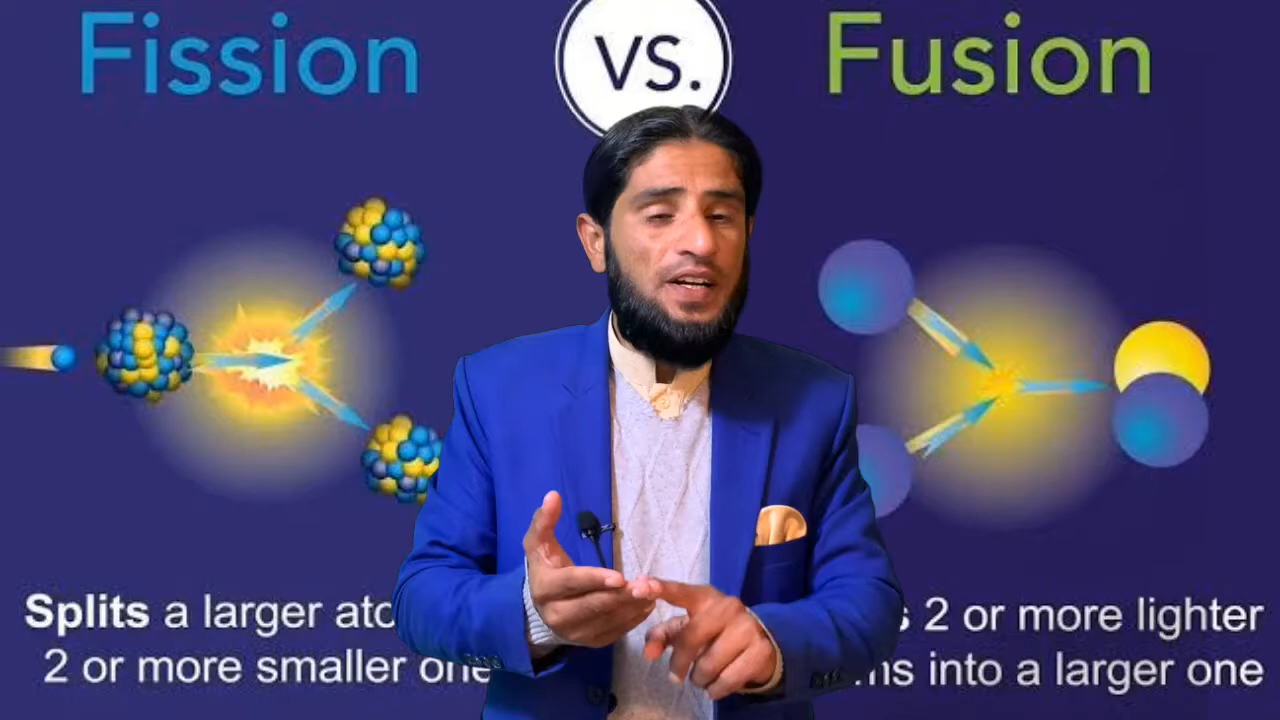 Fission VS. Fusion
Splits a larger
2 or more smaller
2 or more lighter
into a larger one